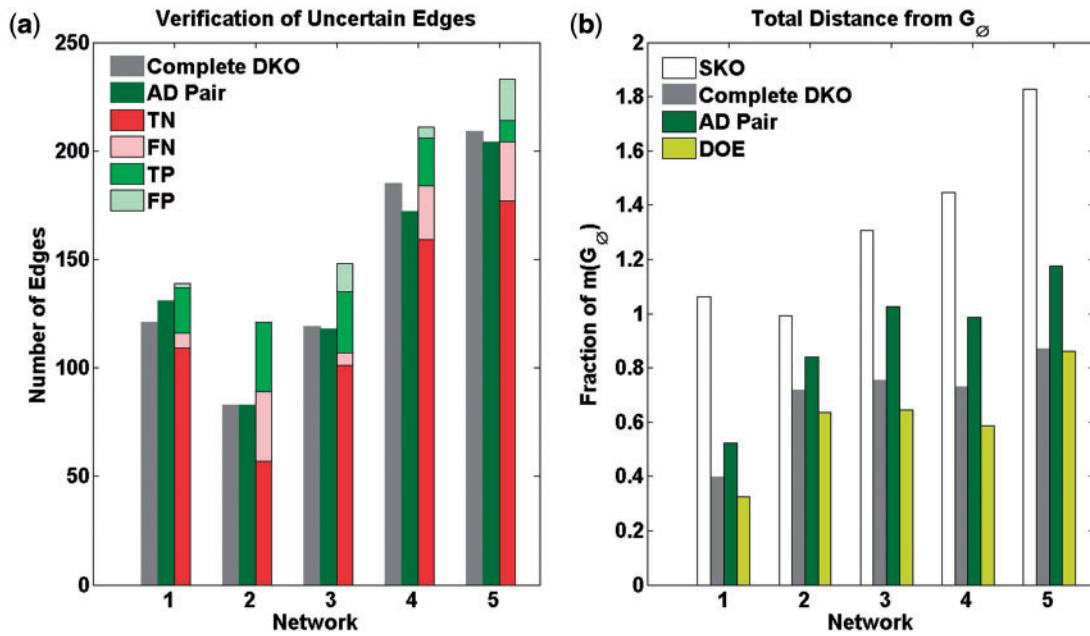 (a)
Verification of Uncertain Edges
250
200
150
100
50
0
Number of Edges
Complete DKO
AD Pair
TN
FN
TP
FP
1 2 3 4 5
Network
(b)
Total Distance from G∅
2
1.8
1.6
1.4
1.2
1
0.8
0.6
0.4
0.2
0
Fraction of m(G∅)
SKO
Complete DKO
AD Pair
DOE
1 2 3 4 5
Network